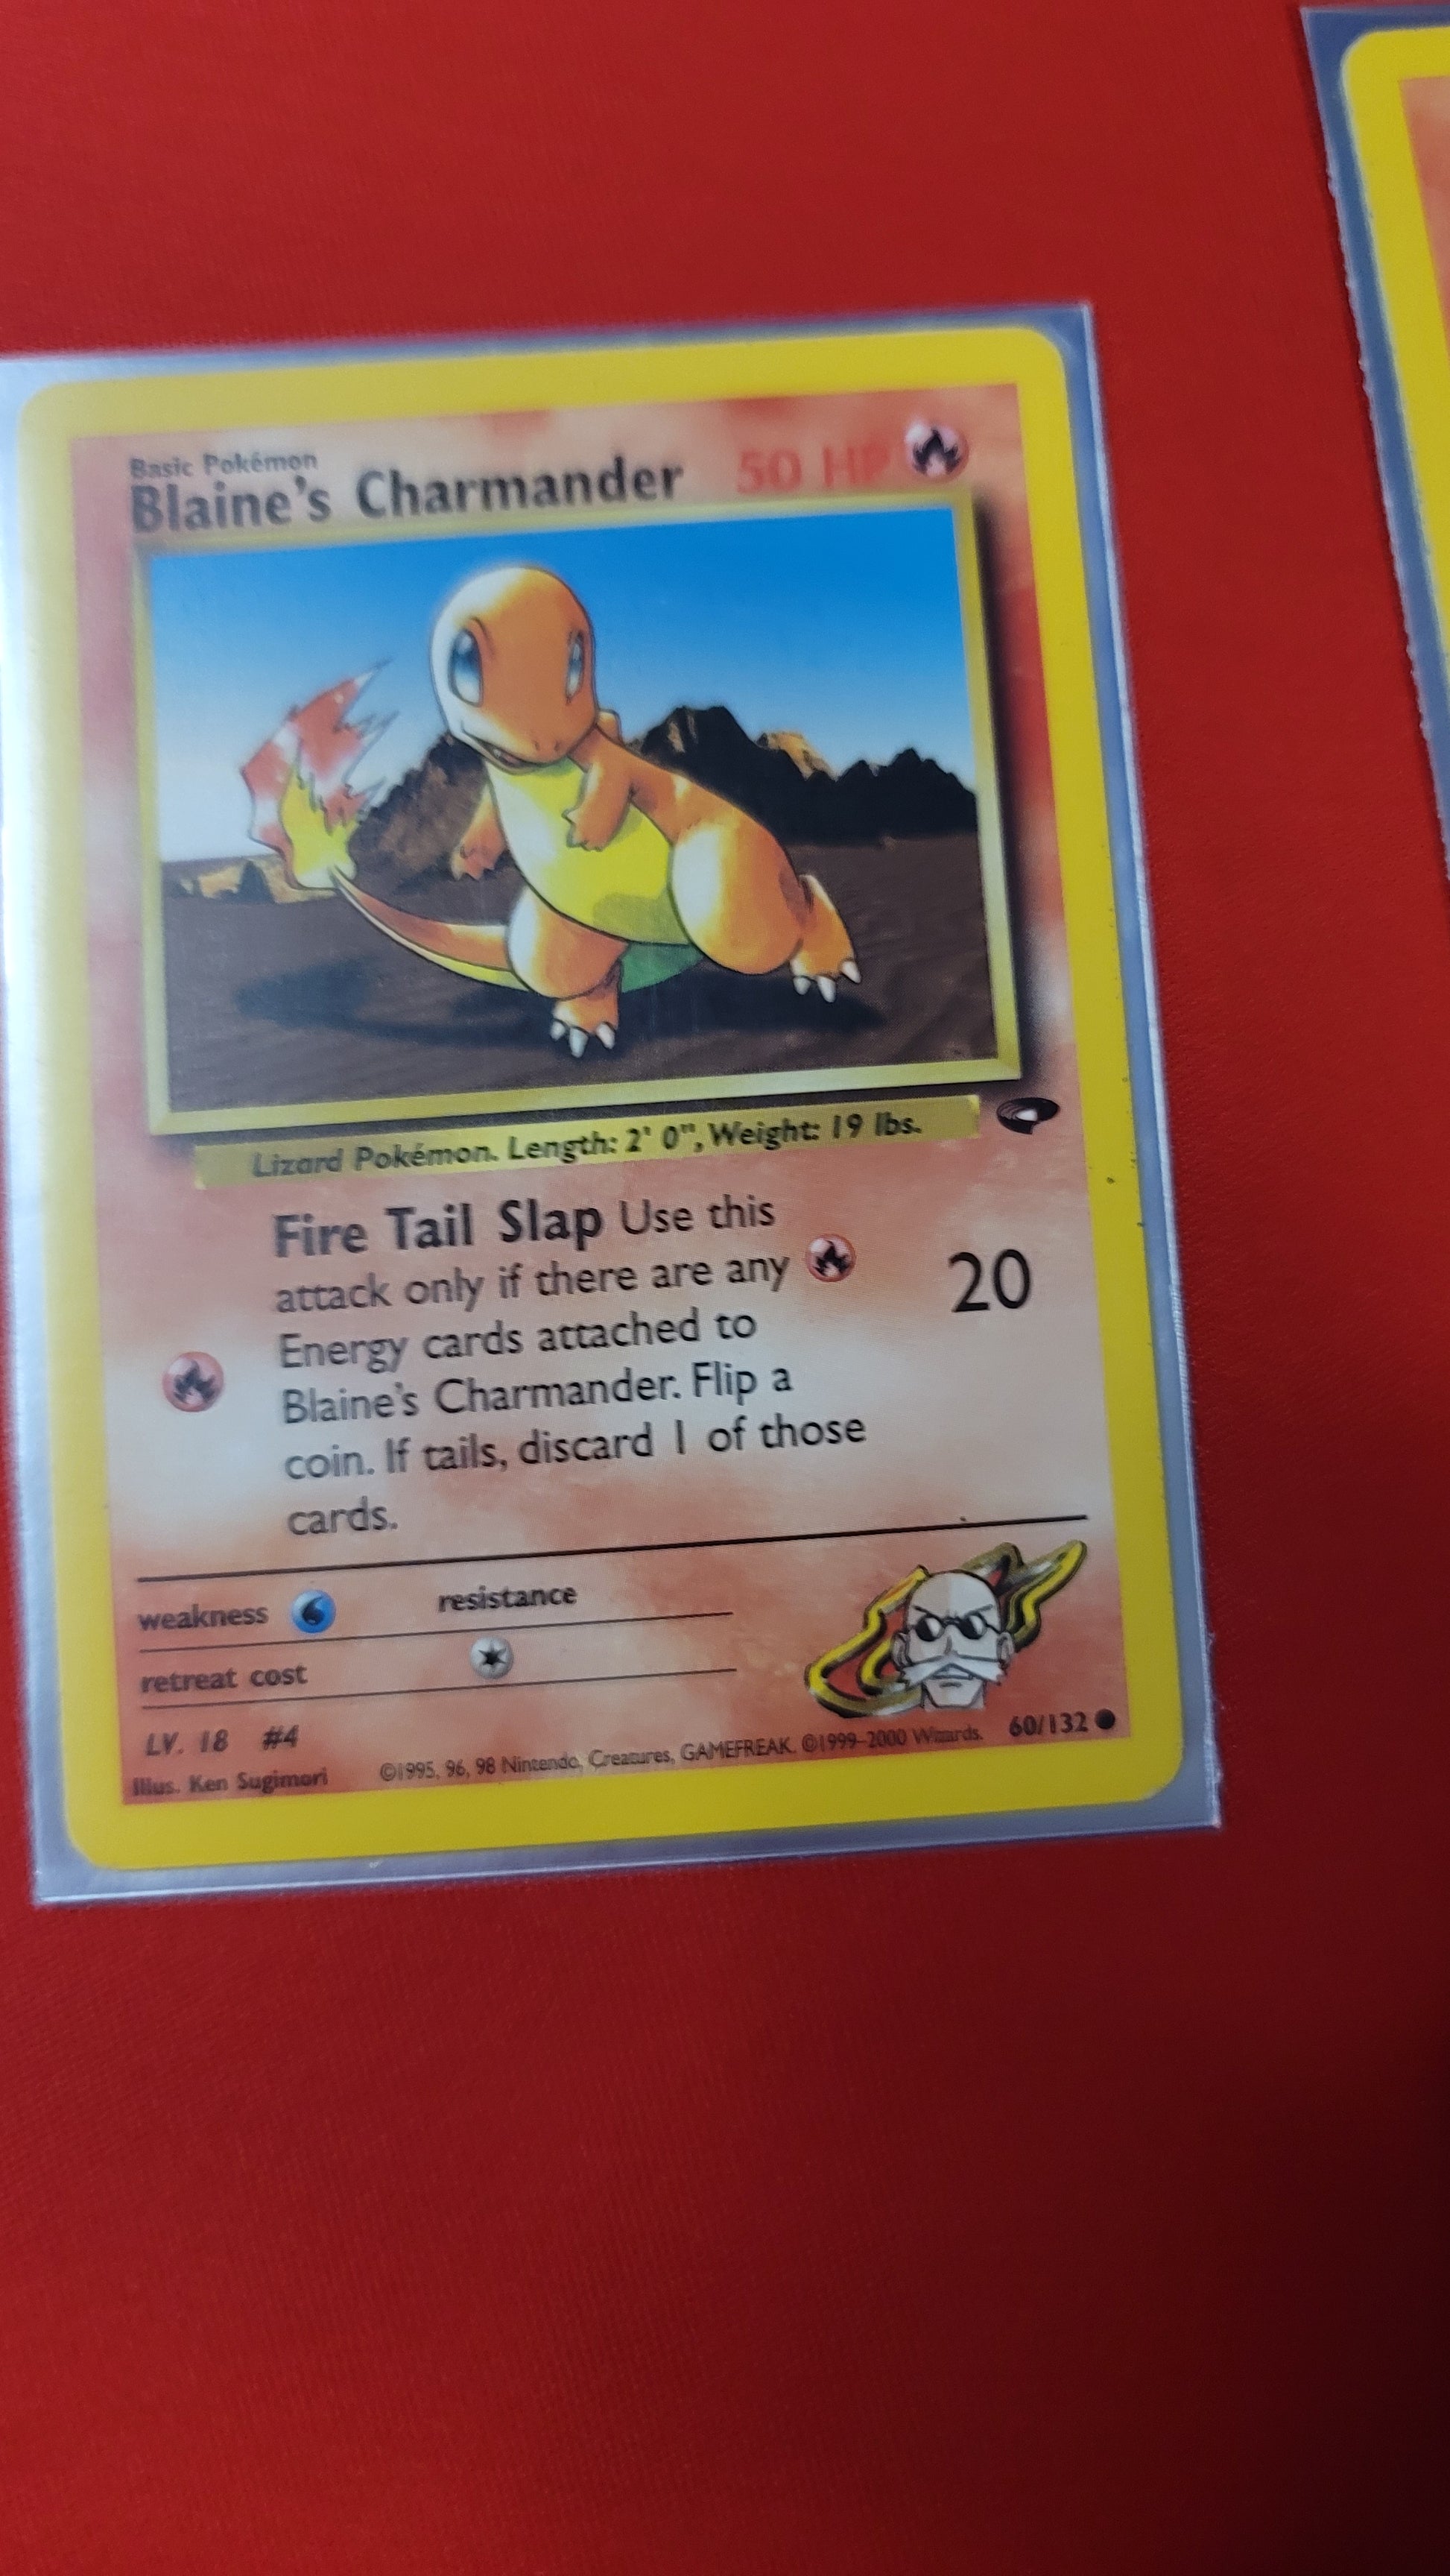 Basic Pokémon
Blaine's Charmander 50 HP
Lizard Pokémon. Length: 2' 0", Weight: 19 lbs.
Fire Tail Slap Use this
attack only if there are any
Energy cards attached to
Blaine's Charmander. Flip a
coin. If tails, discard 1 of those
cards.
20
weakness
resistance
retreat cost
LV. 18 #4
Illus. Ken Sugimori
©1995, 96, 98 Nintendo, Creatures, GAMEFREAK. ©1999-2000 Wizards.
60/132